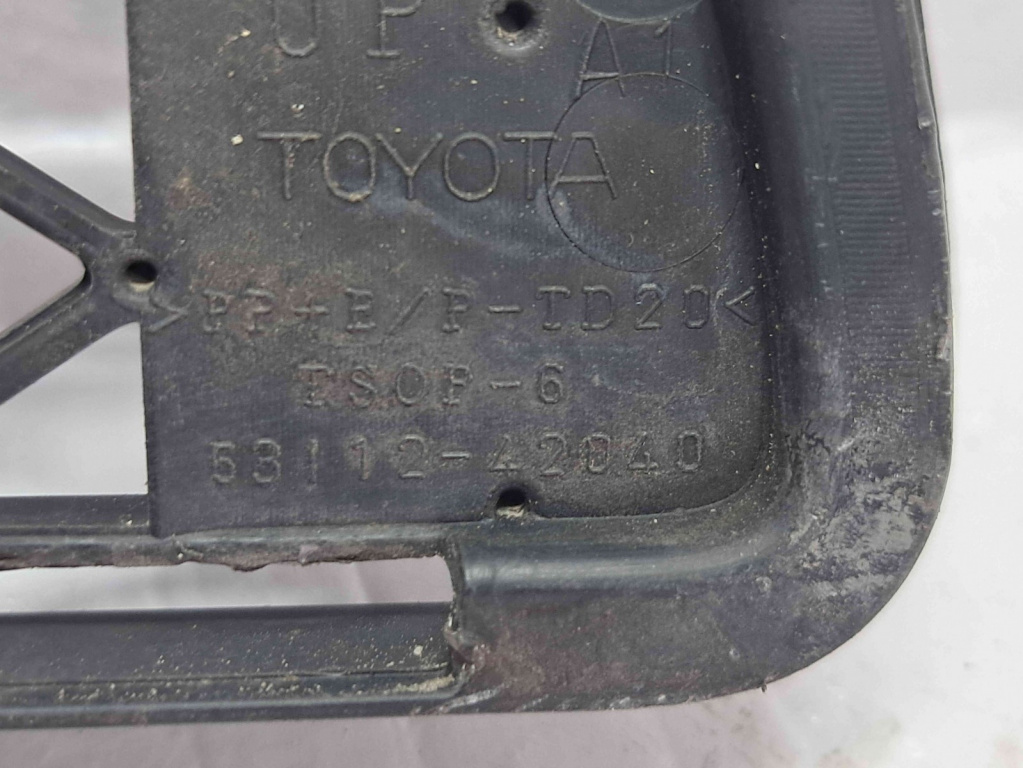 UP
A1
TOYOTA
>PP+E/P-TD20<
TSOP-6
53112-42040